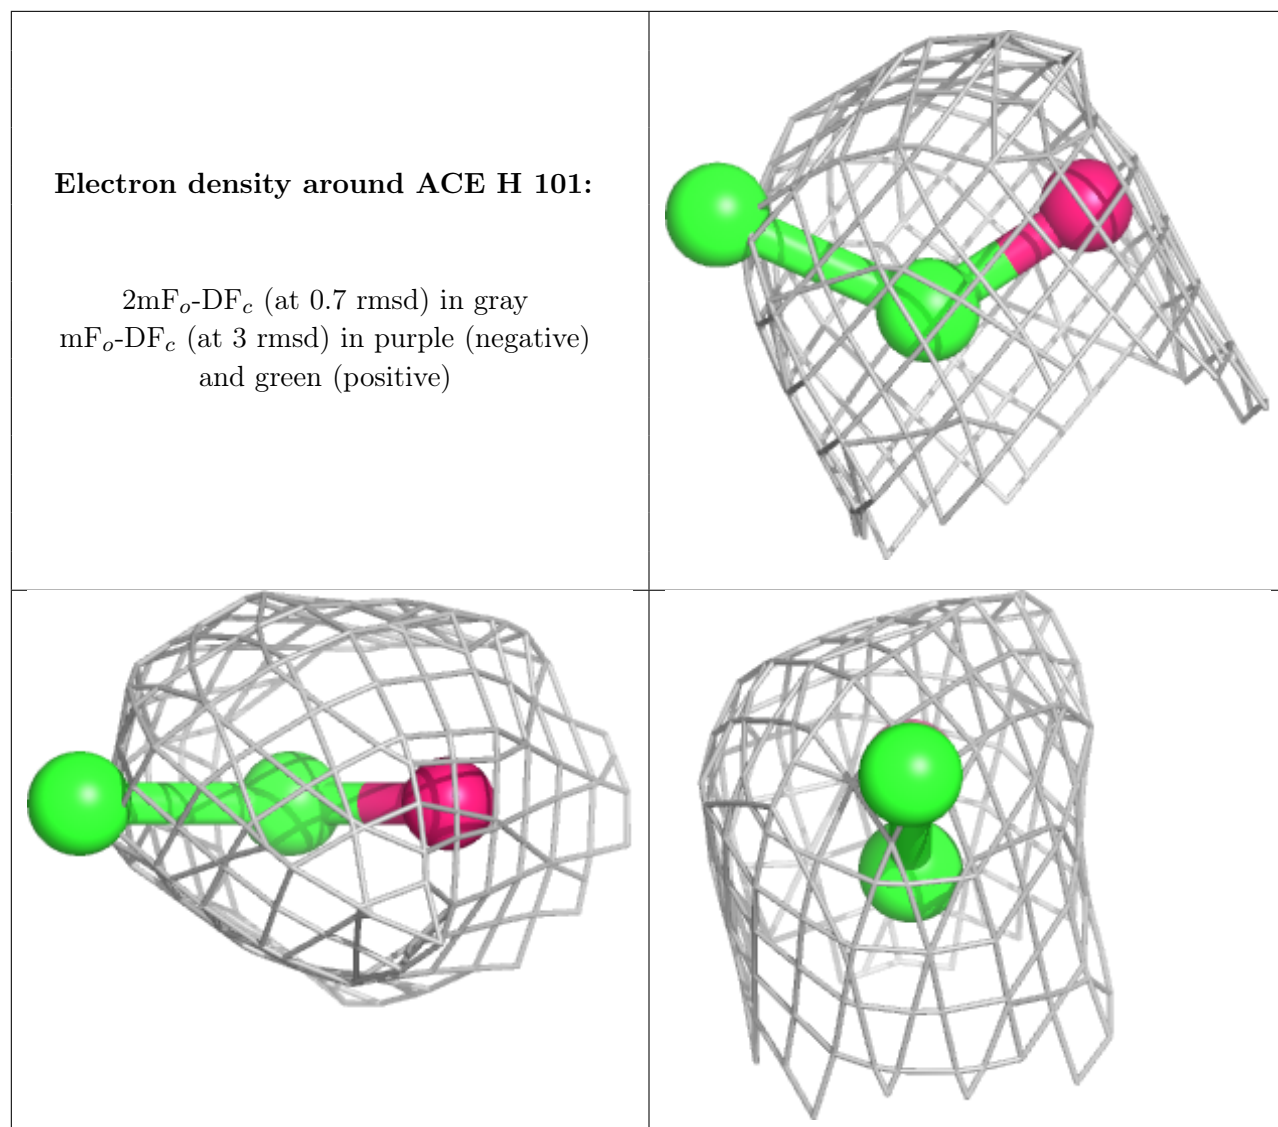 Electron density around ACE H 101:
2mFo-DFc (at 0.7 rmsd) in gray
mFo-DFc (at 3 rmsd) in purple (negative)
and green (positive)